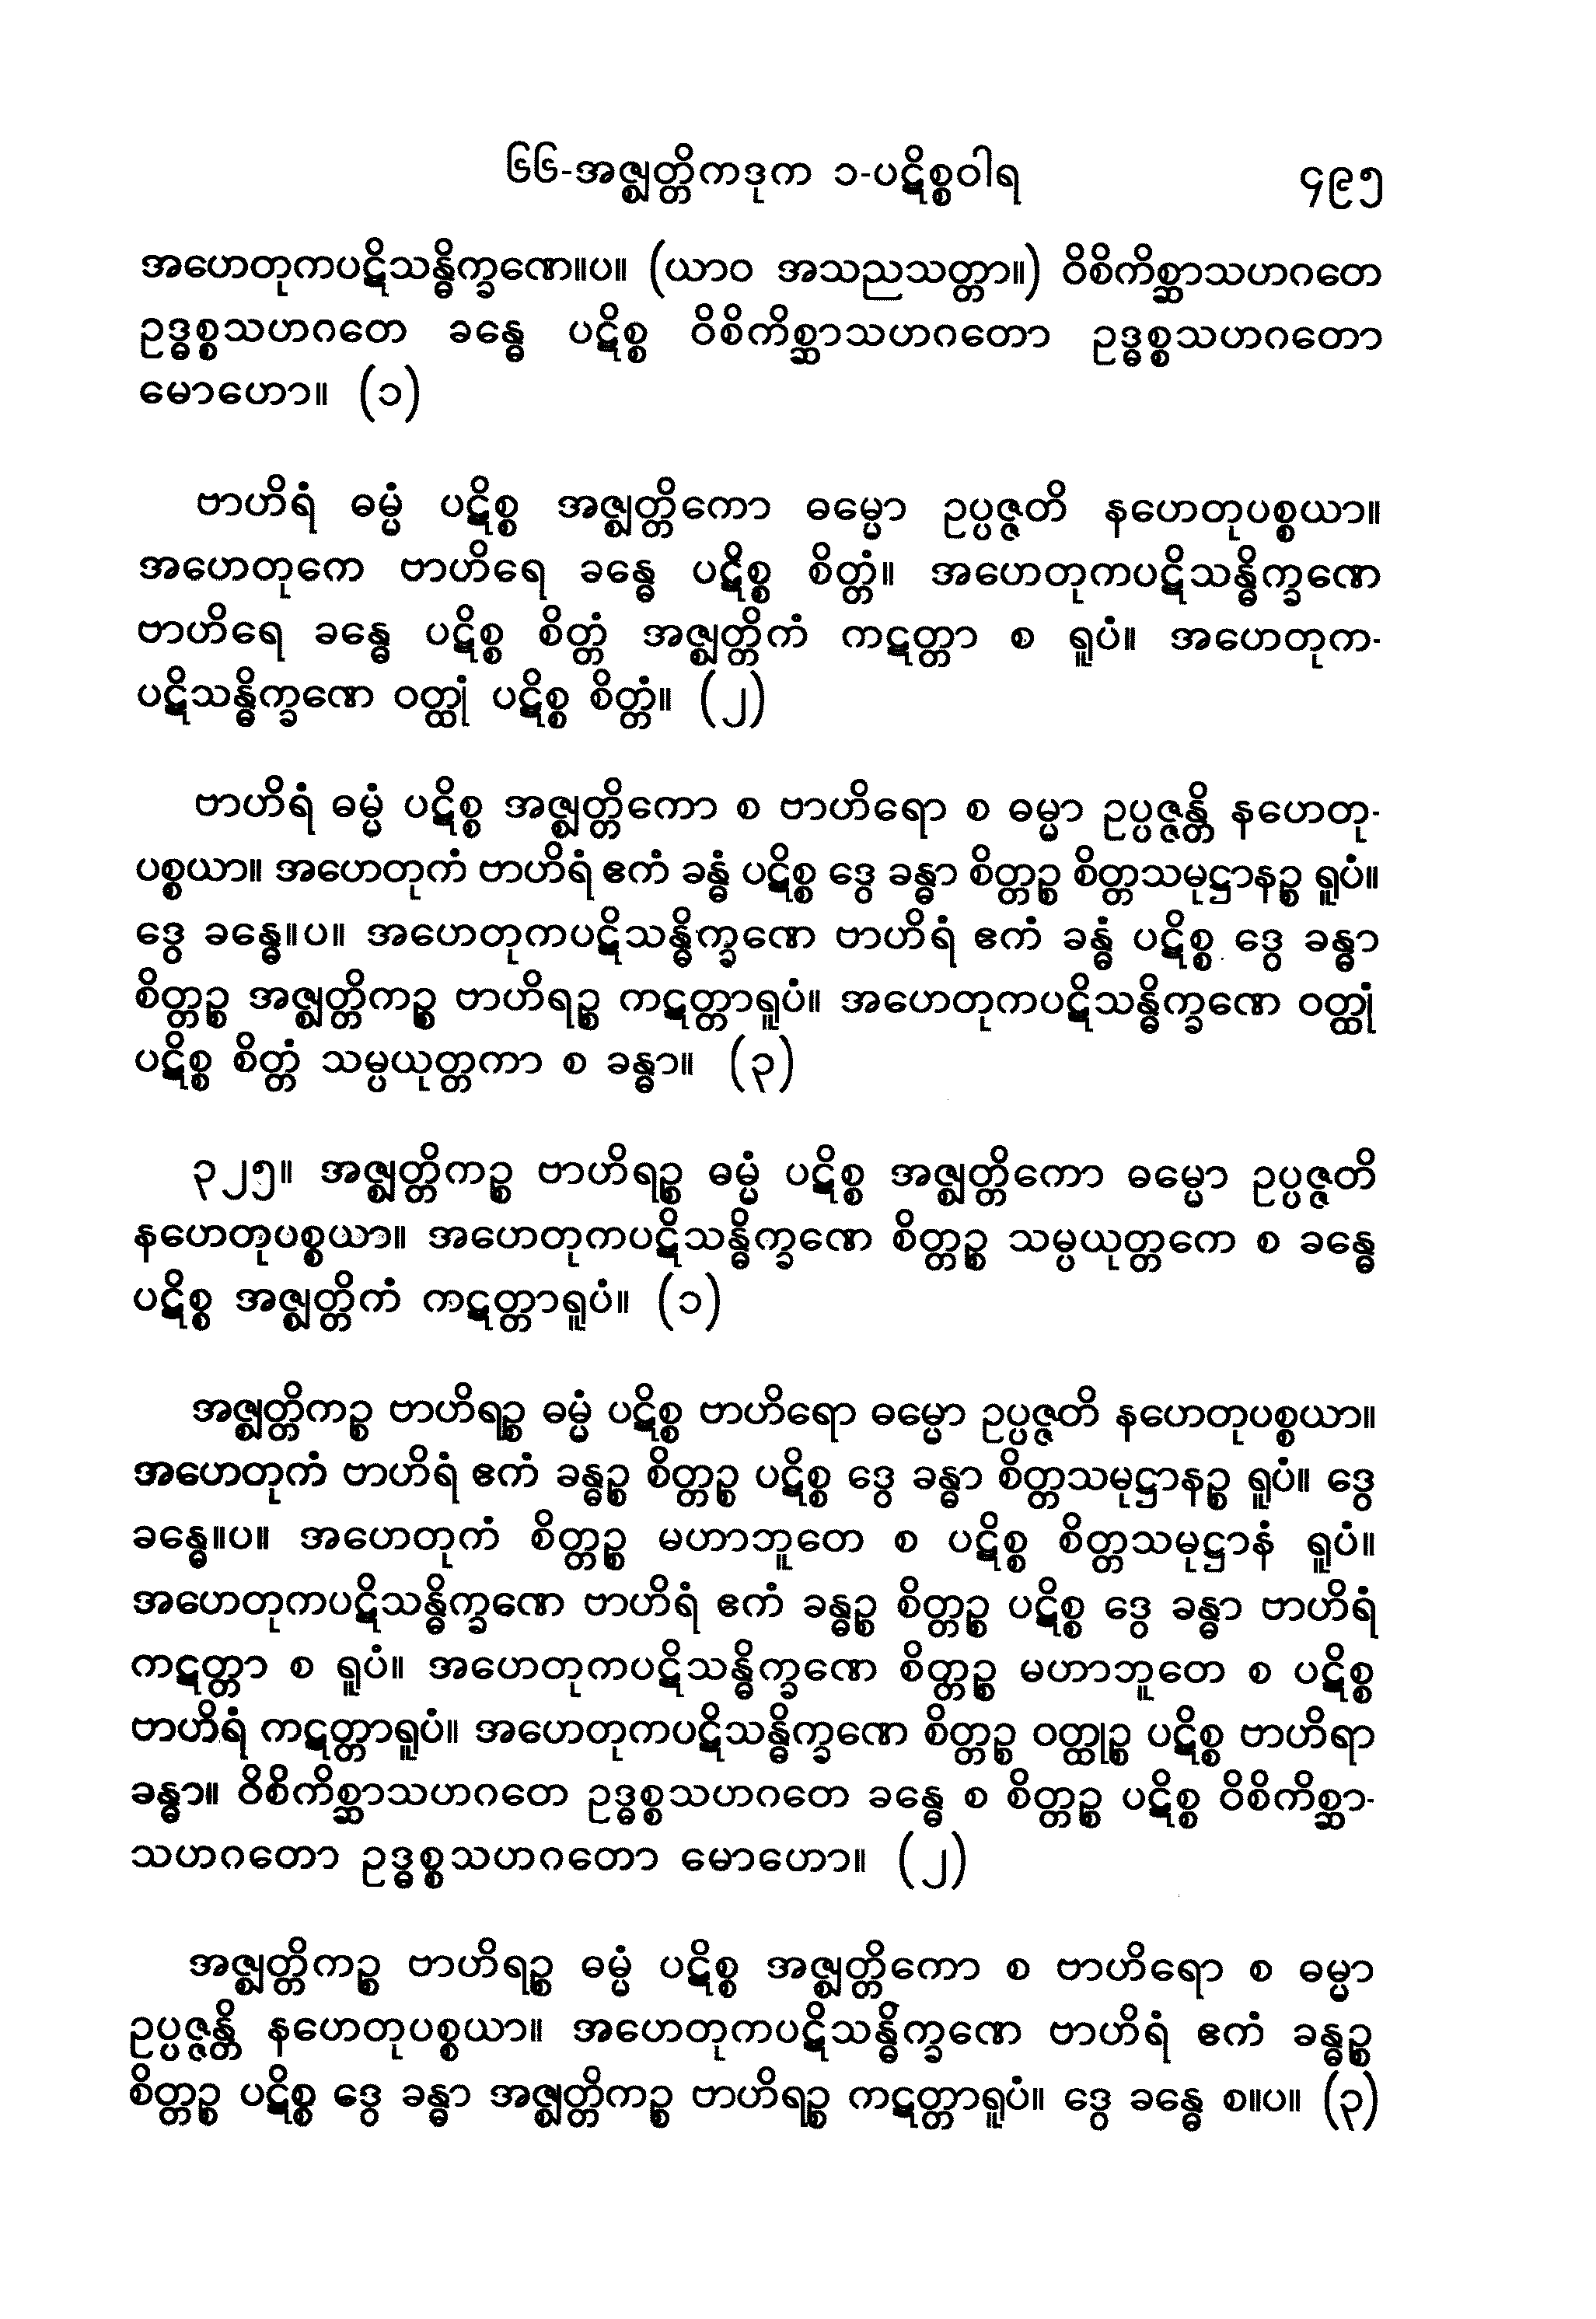 ၆၆-အဇ္ဈတ္တိကဒုက ၁-ပဋိစ္စဝါရ ၄၉၅
အဟေတုကပဋိသန္ဓိက္ခဏေ။ပ။ (ယာဝ အသညသတ္တာ။) ဝိစိကိစ္ဆာသဟဂတေ
ဥဒ္ဓစ္စသဟဂတေ ခန္ဓေ ပဋိစ္စ ဝိစိကိစ္ဆာသဟဂတော ဥဒ္ဓစ္စသဟဂတော
မောဟော။ (၁)
ဗာဟိရံ ဓမ္မံ ပဋိစ္စ အဇ္ဈတ္တိကော ဓမ္မော ဥပ္ပဇ္ဇတိ နဟေတုပစ္စယာ။
အဟေတုကေ ဗာဟိရေ ခန္ဓေ ပဋိစ္စ စိတ္တံ။ အဟေတုကပဋိသန္ဓိက္ခဏေ
ဗာဟိရေ ခန္ဓေ ပဋိစ္စ စိတ္တံ အဇ္ဈတ္တိကံ ကဋတ္တာ စ ရူပံ။ အဟေတုက-
ပဋိသန္ဓိက္ခဏေ ဝတ္ထုံ ပဋိစ္စ စိတ္တံ။ (၂)
ဗာဟိရံ ဓမ္မံ ပဋိစ္စ အဇ္ဈတ္တိကော စ ဗာဟိရော စ ဓမ္မာ ဥပ္ပဇ္ဇန္တိ နဟေတု-
ပစ္စယာ။ အဟေတုကံ ဗာဟိရံ ဧကံ ခန္ဓံ ပဋိစ္စ ဒွေ ခန္ဓာ စိတ္တဉ္စ စိတ္တသမုဋ္ဌာနဉ္စ ရူပံ။
ဒွေ ခန္ဓေ။ပ။ အဟေတုကပဋိသန္ဓိက္ခဏေ ဗာဟိရံ ဧကံ ခန္ဓံ ပဋိစ္စ ဒွေ ခန္ဓာ
စိတ္တဉ္စ အဇ္ဈတ္တိကဉ္စ ဗာဟိရဉ္စ ကဋတ္တာရူပံ။ အဟေတုကပဋိသန္ဓိက္ခဏေ ဝတ္ထုံ
ပဋိစ္စ စိတ္တံ သမ္ပယုတ္တကာ စ ခန္ဓာ။ (၃)
၃၂၅။ အဇ္ဈတ္တိကဉ္စ ဗာဟိရဉ္စ ဓမ္မံ ပဋိစ္စ အဇ္ဈတ္တိကော ဓမ္မော ဥပ္ပဇ္ဇတိ
နဟေတုပစ္စယာ။ အဟေတုကပဋိသန္ဓိက္ခဏေ စိတ္တဉ္စ သမ္ပယုတ္တကေ စ ခန္ဓေ
ပဋိစ္စ အဇ္ဈတ္တိကံ ကဋတ္တာရူပံ။ (၁)
အဇ္ဈတ္တိကဉ္စ ဗာဟိရဉ္စ ဓမ္မံ ပဋိစ္စ ဗာဟိရော ဓမ္မော ဥပ္ပဇ္ဇတိ နဟေတုပစ္စယာ။
အဟေတုကံ ဗာဟိရံ ဧကံ ခန္ဓဉ္စ စိတ္တဉ္စ ပဋိစ္စ ဒွေ ခန္ဓာ စိတ္တသမုဋ္ဌာနဉ္စ ရူပံ။ ဒွေ
ခန္ဓေ။ပ။ အဟေတုကံ စိတ္တဉ္စ မဟာဘူတေ စ ပဋိစ္စ စိတ္တသမုဋ္ဌာနံ ရူပံ။
အဟေတုကပဋိသန္ဓိက္ခဏေ ဗာဟိရံ ဧကံ ခန္ဓဉ္စ စိတ္တဉ္စ ပဋိစ္စ ဒွေ ခန္ဓာ ဗာဟိရံ
ကဋတ္တာ စ ရူပံ။ အဟေတုကပဋိသန္ဓိက္ခဏေ စိတ္တဉ္စ မဟာဘူတေ စ ပဋိစ္စ
ဗာဟိရံ ကဋတ္တာရူပံ။ အဟေတုကပဋိသန္ဓိက္ခဏေ စိတ္တဉ္စ ဝတ္ထုဉ္စ ပဋိစ္စ ဗာဟိရာ
ခန္ဓာ။ ဝိစိကိစ္ဆာသဟဂတေ ဥဒ္ဓစ္စသဟဂတေ ခန္ဓေ စ စိတ္တဉ္စ ပဋိစ္စ ဝိစိကိစ္ဆာ-
သဟဂတော ဥဒ္ဓစ္စသဟဂတော မောဟော။ (၂)
အဇ္ဈတ္တိကဉ္စ ဗာဟိရဉ္စ ဓမ္မံ ပဋိစ္စ အဇ္ဈတ္တိကော စ ဗာဟိရော စ ဓမ္မာ
ဥပ္ပဇ္ဇန္တိ နဟေတုပစ္စယာ။ အဟေတုကပဋိသန္ဓိက္ခဏေ ဗာဟိရံ ဧကံ ခန္ဓဉ္စ
စိတ္တဉ္စ ပဋိစ္စ ဒွေ ခန္ဓာ အဇ္ဈတ္တိကဉ္စ ဗာဟိရဉ္စ ကဋတ္တာရူပံ။ ဒွေ ခန္ဓေ စ။ပ။ (၃)